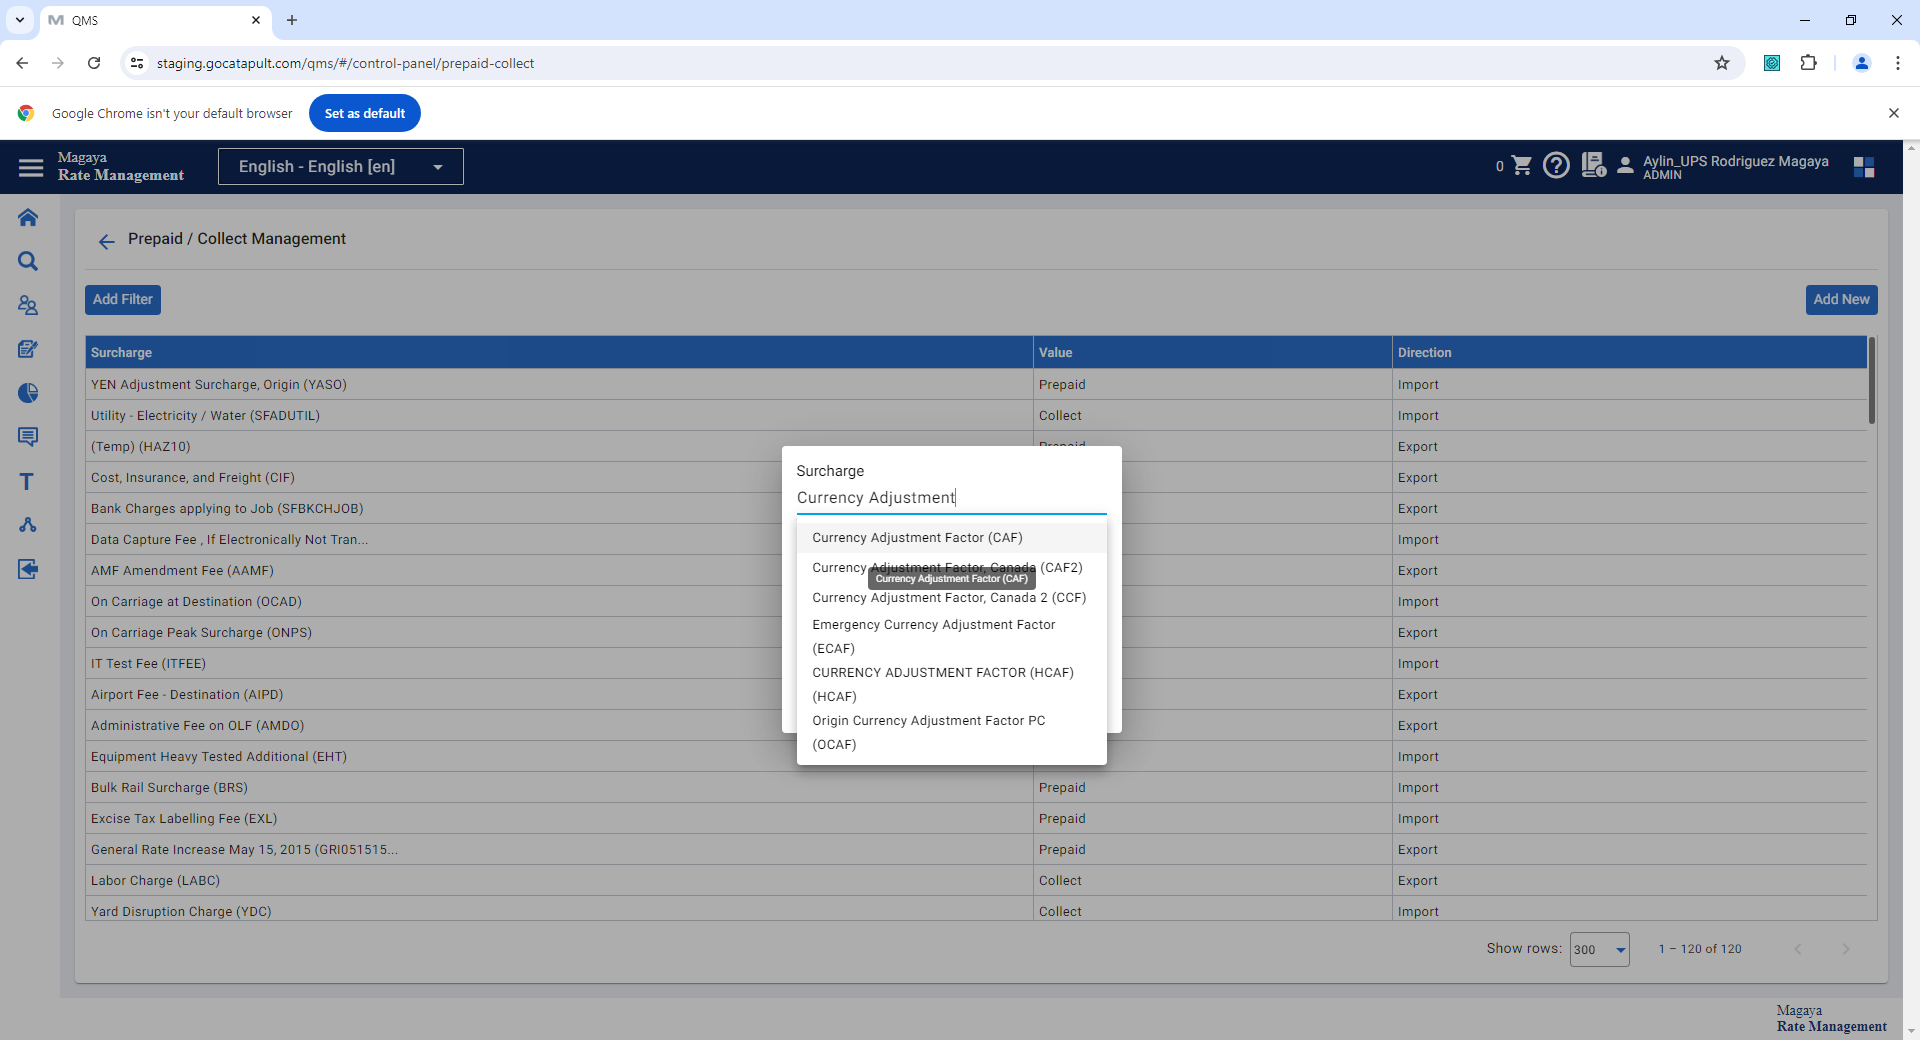 QMS
staging.gocatapult.com/qms/#/control-panel/prepaid-collect
Google Chrome isn't your default browser
Set as default
Magaya
Rate Management
English - English [en]
0
Aylin_UPS Rodriguez Magaya
ADMIN
Prepaid / Collect Management
Add Filter
Add New
Surcharge Value Direction
YEN Adjustment Surcharge, Origin (YASO) Prepaid Import
Utility - Electricity / Water (SFADUTIL) Collect Import
(Temp) (HAZ10) Prepaid Export
Cost, Insurance, and Freight (CIF) Export
Bank Charges applying to Job (SFBKCHJOB) Export
Data Capture Fee , If Electronically Not Tran... Export
AMF Amendment Fee (AAMF) Export
On Carriage at Destination (OCAD) Import
On Carriage Peak Surcharge (ONPS) Export
IT Test Fee (ITFEE) Import
Airport Fee - Destination (AIPD) Export
Administrative Fee on OLF (AMDO) Export
Equipment Heavy Tested Additional (EHT) Import
Bulk Rail Surcharge (BRS) Prepaid Import
Excise Tax Labelling Fee (EXL) Prepaid Import
General Rate Increase May 15, 2015 (GRI051515... Prepaid Export
Labor Charge (LABC) Collect Export
Yard Disruption Charge (YDC) Collect Import
Surcharge
Currency Adjustment
Currency Adjustment Factor (CAF)
Currency Adjustment Factor, Canada (CAF2)
Currency Adjustment Factor (CAF)
Currency Adjustment Factor, Canada 2 (CCF)
Emergency Currency Adjustment Factor
(ECAF)
CURRENCY ADJUSTMENT FACTOR (HCAF)
(HCAF)
Origin Currency Adjustment Factor PC
(OCAF)
Show rows: 300 1 – 120 of 120
Magaya
Rate Management